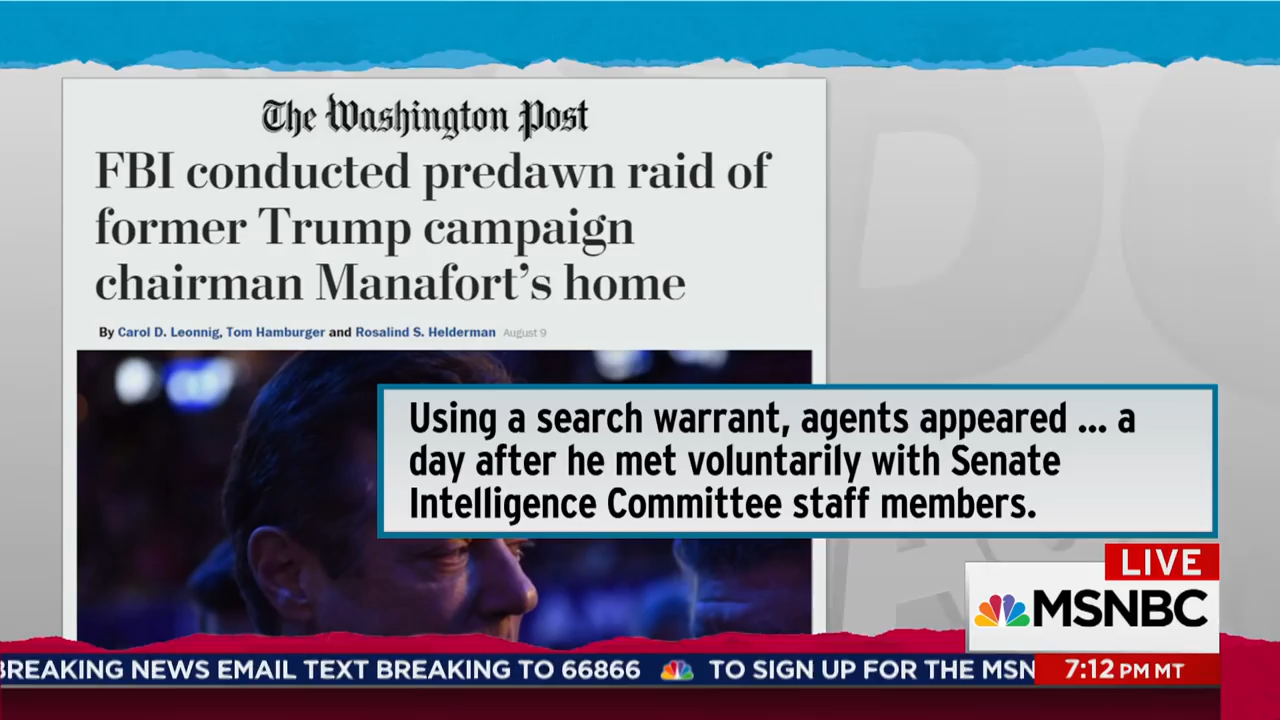 The Washington Post
FBI conducted predawn raid of
former Trump campaign
chairman Manafort's home
By Carol D. Leonnig, Tom Hamburger and Rosalind S. Helderman August 9
Using a search warrant, agents appeared ... a
day after he met voluntarily with Senate
Intelligence Committee staff members.
LIVE
MSNBC
BREAKING NEWS EMAIL TEXT BREAKING TO 66866 TO SIGN UP FOR THE MSN
7:12 PM MT